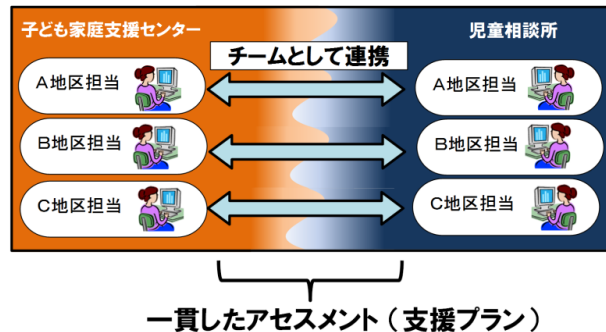 子ども家庭支援センター
児童相談所
チームとして連携
A地区担当
A地区担当
B地区担当
B地区担当
C地区担当
C地区担当
一貫したアセスメント（支援プラン）